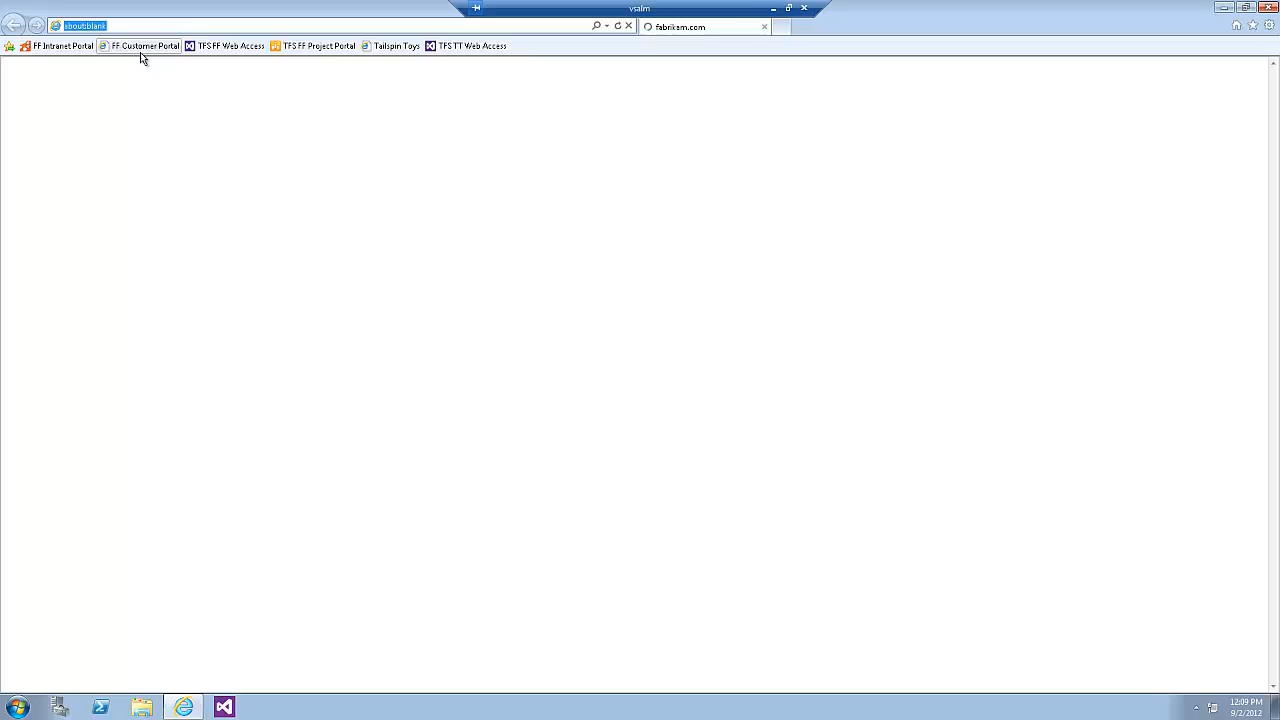 vsalm
about:blank
fabrikam.com
FF Intranet Portal FF Customer Portal TFS FF Web Access TFS FF Project Portal Tailspin Toys TFS TT Web Access
12:09 PM
9/2/2012